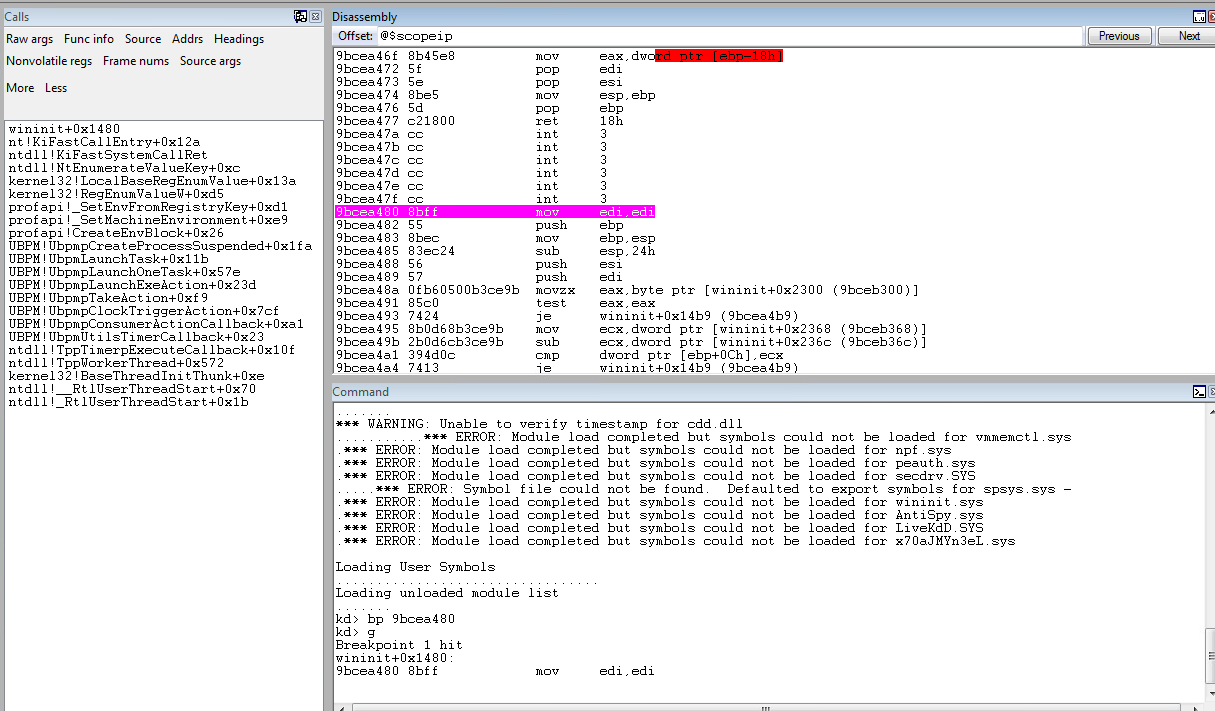 Calls
Raw args Func info Source Addrs Headings
Nonvolatile regs Frame nums Source args
More Less
wininit+0x1480
nt!KiFastCallEntry+0x12a
ntdll!KiFastSystemCallRet
ntdll!NtEnumerateValueKey+0xc
kernel32!LocalBaseRegEnumValue+0x13a
kernel32!RegEnumValueW+0xd5
profapi!_SetEnvFromRegistryKey+0xd1
profapi!_SetMachineEnvironment+0xe9
profapi!CreateEnvBlock+0x26
UBPM!UbpmpCreateProcessSuspended+0x1fa
UBPM!UbpmLaunchTask+0x11b
UBPM!UbpmpLaunchOneTask+0x57e
UBPM!UbpmpLaunchExeAction+0x23d
UBPM!UbpmpTakeAction+0xf9
UBPM!UbpmpClockTriggerAction+0x7cf
UBPM!UbpmConsumerActionCallback+0xa1
UBPM!UbpmUtilsTimerCallback+0x23
ntdll!TppTimerpExecuteCallback+0x10f
ntdll!TppWorkerThread+0x572
kernel32!BaseThreadInitThunk+0xe
ntdll!__RtlUserThreadStart+0x70
ntdll!_RtlUserThreadStart+0x1b
Disassembly
Offset: @$scopeip Previous Next
9bcea46f 8b45e8 mov eax,dword ptr [ebp-18h]
9bcea472 5f pop edi
9bcea473 5e pop esi
9bcea474 8be5 mov esp,ebp
9bcea476 5d pop ebp
9bcea477 c21800 ret 18h
9bcea47a cc int 3
9bcea47b cc int 3
9bcea47c cc int 3
9bcea47d cc int 3
9bcea47e cc int 3
9bcea47f cc int 3
9bcea480 8bff mov edi,edi
9bcea482 55 push ebp
9bcea483 8bec mov ebp,esp
9bcea485 83ec24 sub esp,24h
9bcea488 56 push esi
9bcea489 57 push edi
9bcea48a 0fb60500b3ce9b movzx eax,byte ptr [wininit+0x2300 (9bceb300)]
9bcea491 85c0 test eax,eax
9bcea493 7424 je wininit+0x14b9 (9bcea4b9)
9bcea495 8b0d68b3ce9b mov ecx,dword ptr [wininit+0x2368 (9bceb368)]
9bcea49b 2b0d6cb3ce9b sub ecx,dword ptr [wininit+0x236c (9bceb36c)]
9bcea4a1 394d0c cmp dword ptr [ebp+0Ch],ecx
9bcea4a4 7413 je wininit+0x14b9 (9bcea4b9)
Command
.......
*** WARNING: Unable to verify timestamp for cdd.dll
...........*** ERROR: Module load completed but symbols could not be loaded for vmmemctl.sys
.*** ERROR: Module load completed but symbols could not be loaded for npf.sys
.*** ERROR: Module load completed but symbols could not be loaded for peauth.sys
.*** ERROR: Module load completed but symbols could not be loaded for secdrv.SYS
.....*** ERROR: Symbol file could not be found.  Defaulted to export symbols for spsys.sys -
.*** ERROR: Module load completed but symbols could not be loaded for wininit.sys
.*** ERROR: Module load completed but symbols could not be loaded for AntiSpy.sys
.*** ERROR: Module load completed but symbols could not be loaded for LiveKdD.SYS
.*** ERROR: Module load completed but symbols could not be loaded for x70aJMYn3eL.sys
Loading User Symbols
.................................
Loading unloaded module list
.......
kd> bp 9bcea480
kd> g
Breakpoint 1 hit
wininit+0x1480:
9bcea480 8bff mov edi,edi